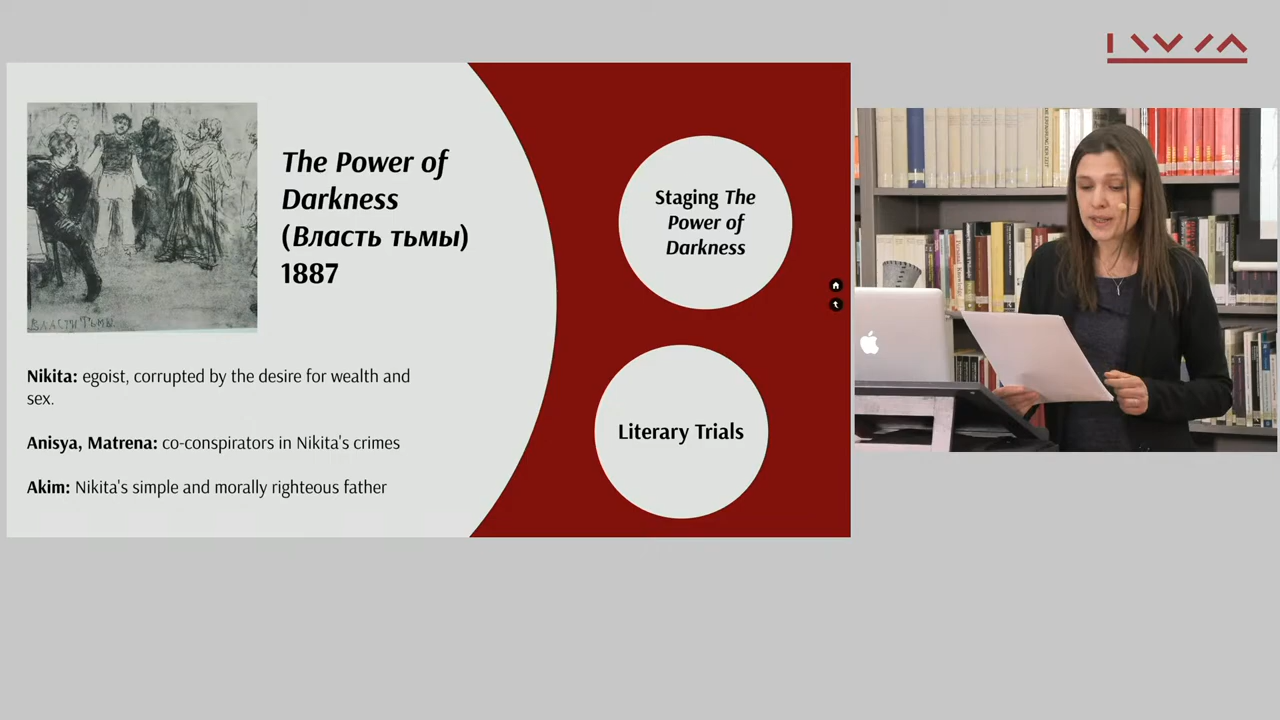 The Power of
Darkness
(Власть тьмы)
1887
ВЛАСТЬ ТЬМЫ
Nikita: egoist, corrupted by the desire for wealth and
sex.
Anisya, Matrena: co-conspirators in Nikita's crimes
Akim: Nikita's simple and morally righteous father
Staging The
Power of
Darkness
Literary Trials